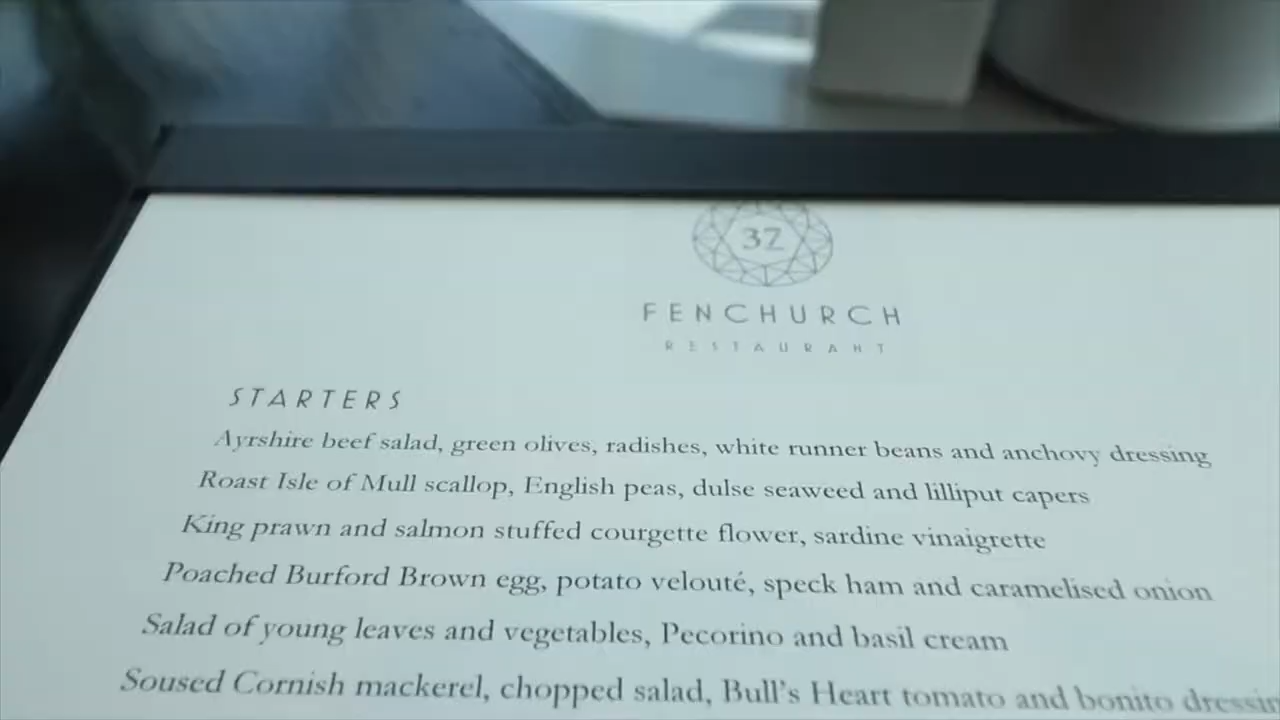 37
FENCHURCH
RESTAURANT
STARTERS
Ayrshire beef salad, green olives, radishes, white runner beans and anchovy dressing
Roast Isle of Mull scallop, English peas, dulse seaweed and lilliput capers
King prawn and salmon stuffed courgette flower, sardine vinaigrette
Poached Burford Brown egg, potato velouté, speck ham and caramelised onion
Salad of young leaves and vegetables, Pecorino and basil cream
Soused Cornish mackerel, chopped salad, Bull's Heart tomato and bonito dressin